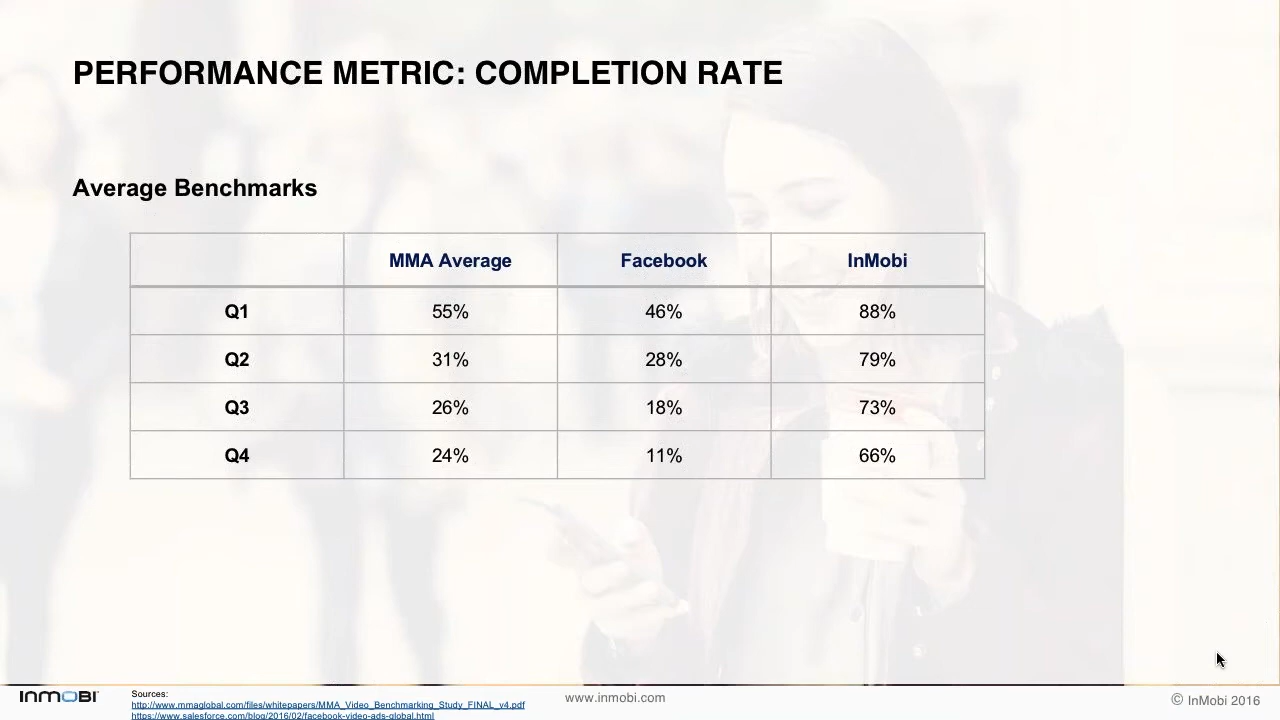 PERFORMANCE METRIC: COMPLETION RATE
Average Benchmarks
MMA Average Facebook InMobi
Q1 55% 46% 88%
Q2 31% 28% 79%
Q3 26% 18% 73%
Q4 24% 11% 66%
INMOBI
Sources:
http://www.mmaglobal.com/files/whitepapers/MMA_Video_Benchmarking_Study_FINAL_v4.pdf
https://www.salesforce.com/blog/2016/02/facebook-video-ads-global.html
www.inmobi.com
© InMobi 2016